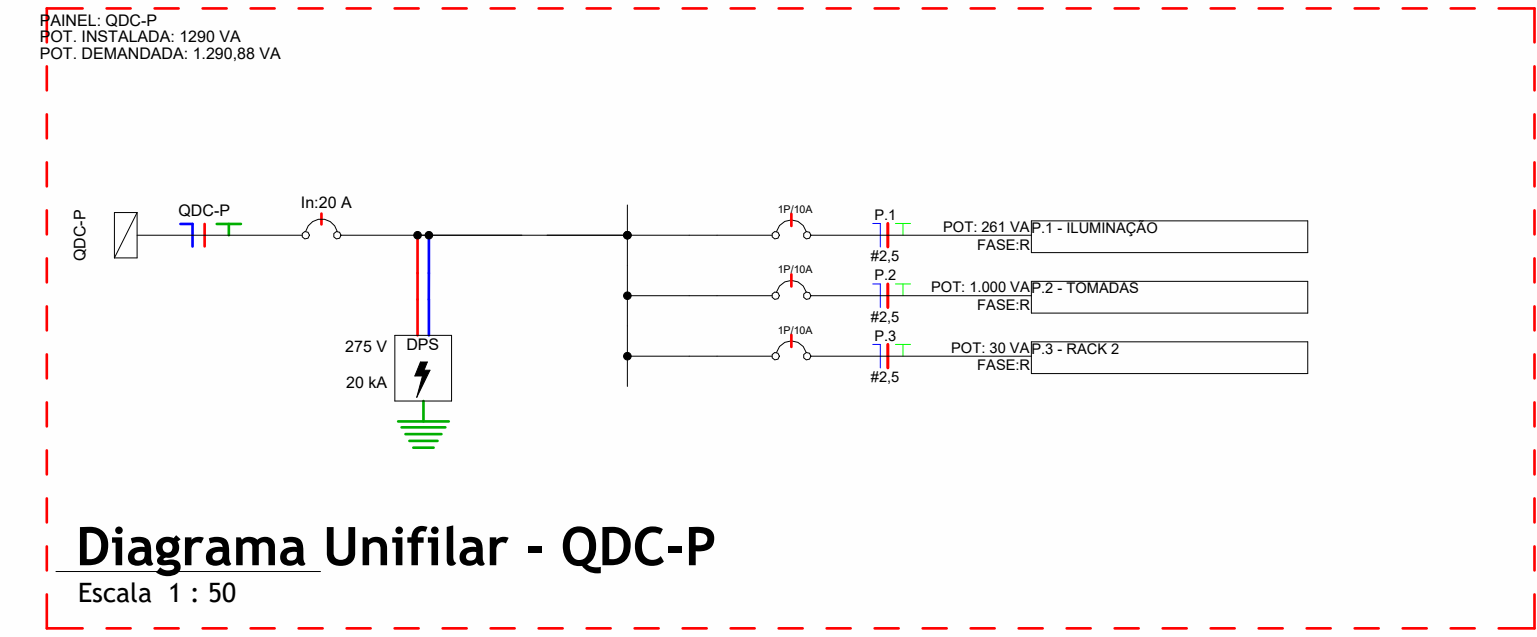 PAINEL: QDC-P
POT. INSTALADA: 1290 VA
POT. DEMANDADA: 1.290,88 VA
QDC-P
QDC-P
In:20 A
275 V
20 kA
DPS
1P/10A
P.1
#2,5
POT: 261 VA
FASE:R
P.1 - ILUMINAÇÃO
1P/10A
P.2
#2,5
POT: 1.000 VA
FASE:R
P.2 - TOMADAS
1P/10A
P.3
#2,5
POT: 30 VA
FASE:R
P.3 - RACK 2
Diagrama Unifilar - QDC-P
Escala 1 : 50